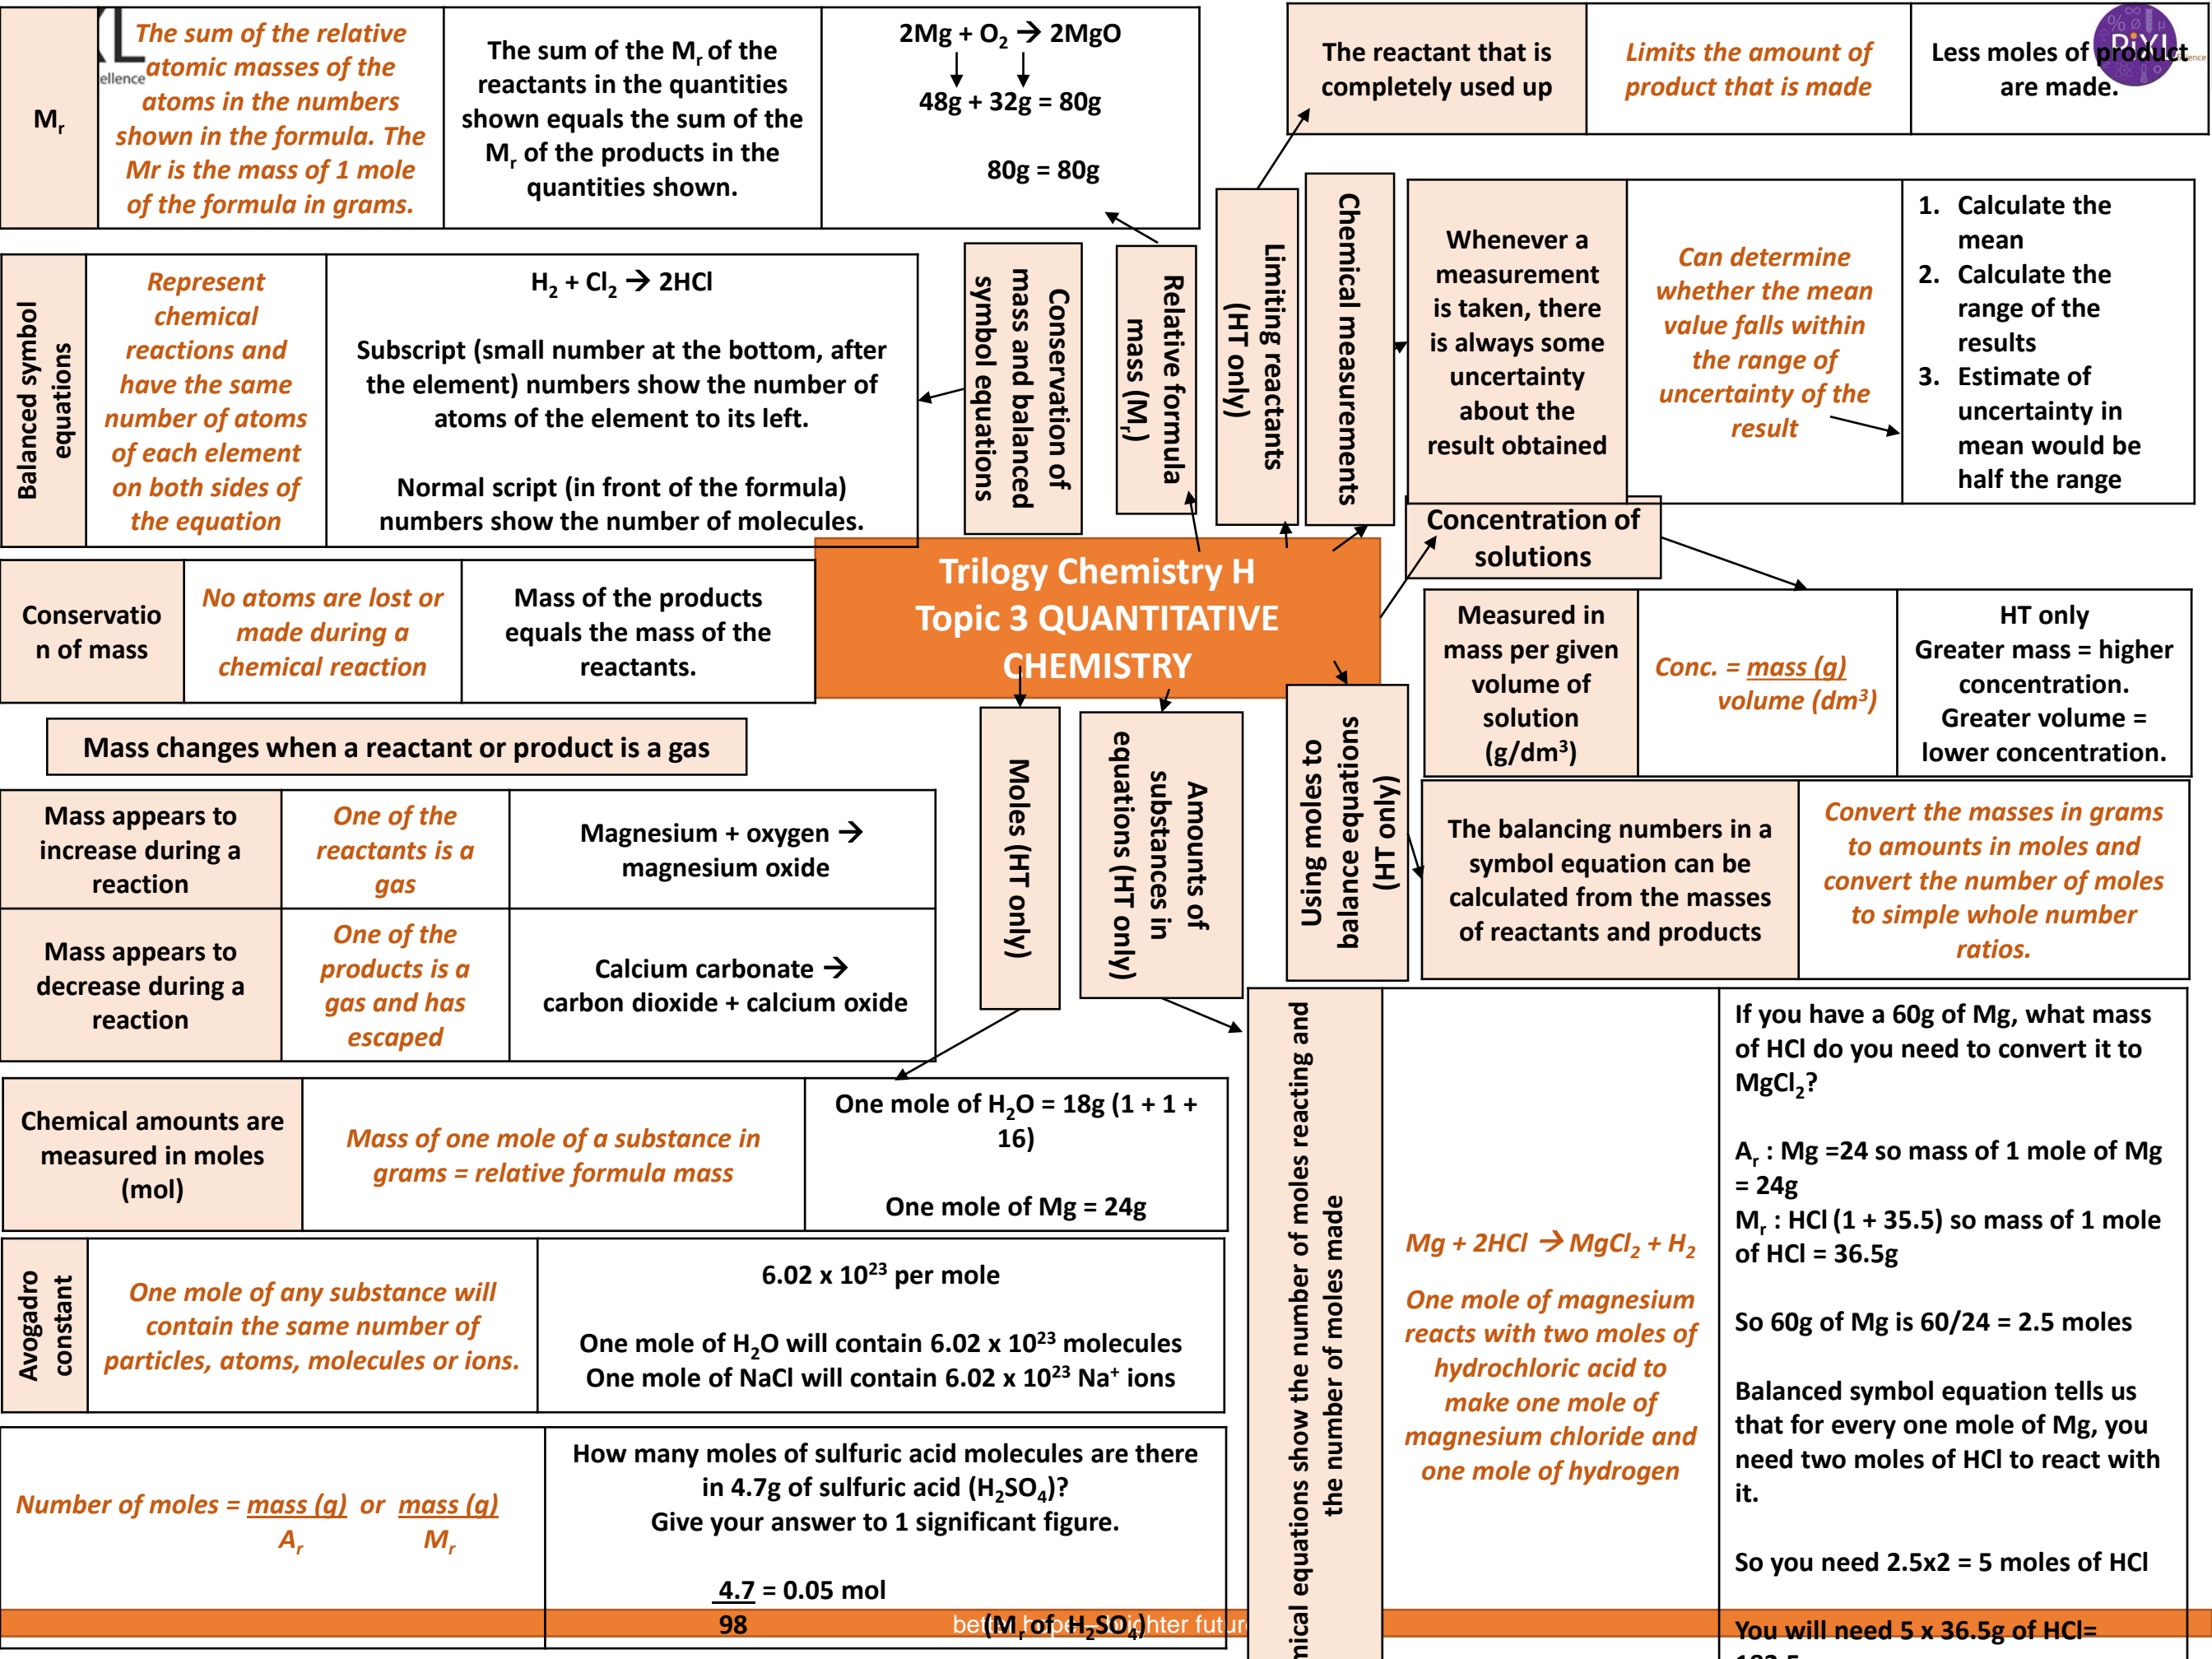 M_r
The sum of the relative
atomic masses of the
atoms in the numbers
shown in the formula. The
Mr is the mass of 1 mole
of the formula in grams.
ellence
The sum of the M_r of the
reactants in the quantities
shown equals the sum of the
M_r of the products in the
quantities shown.
2Mg + O₂ → 2MgO
48g + 32g = 80g
80g = 80g
The reactant that is
completely used up
Limits the amount of
product that is made
Less moles of product
are made.
PiXL
Balanced symbol
equations
Represent
chemical
reactions and
have the same
number of atoms
of each element
on both sides of
the equation
H₂ + Cl₂ → 2HCl
Subscript (small number at the bottom, after
the element) numbers show the number of
atoms of the element to its left.
Normal script (in front of the formula)
numbers show the number of molecules.
Conservation of
mass and balanced
symbol equations
Relative formula
mass (M_r)
Limiting reactants
(HT only)
Chemical measurements
Whenever a
measurement
is taken, there
is always some
uncertainty
about the
result obtained
Can determine
whether the mean
value falls within
the range of
uncertainty of the
result
1. Calculate the
mean
2. Calculate the
range of the
results
3. Estimate of
uncertainty in
mean would be
half the range
Conservatio
n of mass
No atoms are lost or
made during a
chemical reaction
Mass of the products
equals the mass of the
reactants.
Trilogy Chemistry H
Topic 3 QUANTITATIVE
CHEMISTRY
Concentration of
solutions
Measured in
mass per given
volume of
solution
(g/dm³)
Conc. = mass (g)
volume (dm³)
HT only
Greater mass = higher
concentration.
Greater volume =
lower concentration.
Mass changes when a reactant or product is a gas
Mass appears to
increase during a
reaction
One of the
reactants is a
gas
Magnesium + oxygen →
magnesium oxide
Mass appears to
decrease during a
reaction
One of the
products is a
gas and has
escaped
Calcium carbonate →
carbon dioxide + calcium oxide
Moles (HT only)
Amounts of
substances in
equations (HT only)
Using moles to
balance equations
(HT only)
The balancing numbers in a
symbol equation can be
calculated from the masses
of reactants and products
Convert the masses in grams
to amounts in moles and
convert the number of moles
to simple whole number
ratios.
Chemical amounts are
measured in moles
(mol)
Mass of one mole of a substance in
grams = relative formula mass
One mole of H₂O = 18g (1 + 1 +
16)
One mole of Mg = 24g
Avogadro
constant
One mole of any substance will
contain the same number of
particles, atoms, molecules or ions.
6.02 x 10²³ per mole
One mole of H₂O will contain 6.02 x 10²³ molecules
One mole of NaCl will contain 6.02 x 10²³ Na⁺ ions
Number of moles = mass (g) or mass (g)
A_r M_r
How many moles of sulfuric acid molecules are there
in 4.7g of sulfuric acid (H₂SO₄)?
Give your answer to 1 significant figure.
4.7 = 0.05 mol
98 (M_r of H₂SO₄)
mical equations show the number of moles reacting and
the number of moles made
Mg + 2HCl → MgCl₂ + H₂
One mole of magnesium
reacts with two moles of
hydrochloric acid to
make one mole of
magnesium chloride and
one mole of hydrogen
If you have a 60g of Mg, what mass
of HCl do you need to convert it to
MgCl₂?
A_r : Mg =24 so mass of 1 mole of Mg
= 24g
M_r : HCl (1 + 35.5) so mass of 1 mole
of HCl = 36.5g
So 60g of Mg is 60/24 = 2.5 moles
Balanced symbol equation tells us
that for every one mole of Mg, you
need two moles of HCl to react with
it.
So you need 2.5x2 = 5 moles of HCl
You will need 5 x 36.5g of HCl=
better hope – brighter futur